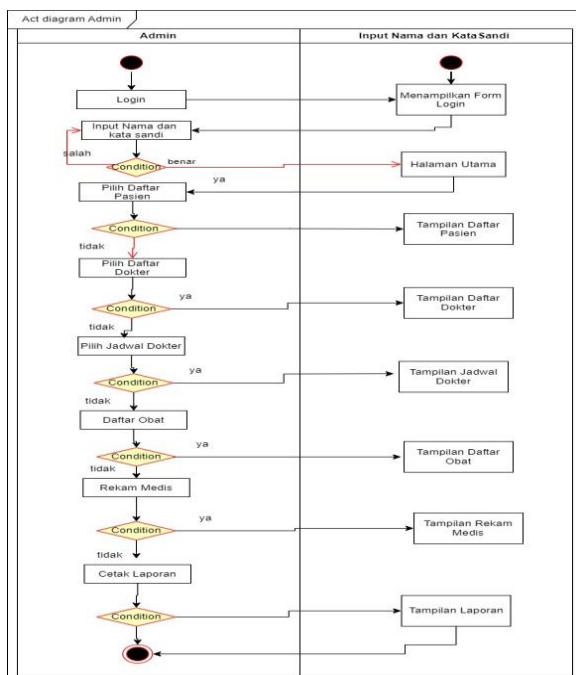 Act diagram Admin
Admin
Input Nama dan KataSandi
Login
Menampilkan Form
Login
Input Nama dan
kata sandi
salah
Condition
benar
Halaman Utama
ya
Pilih Daftar
Pasien
Condition
Tampilan Daftar
Pasien
tidak
Pilih Daftar
Dokter
ya
Condition
Tampilan Daftar
Dokter
tidak
Pilih Jadwal Dokter
ya
Condition
Tampilan Jadwal
Dokter
tidak
Daftar Obat
ya
Condition
Tampilan Daftar
Obat
tidak
Rekam Medis
ya
Condition
Tampilan Rekam
Medis
tidak
Cetak Laporan
Condition
Tampilan Laporan